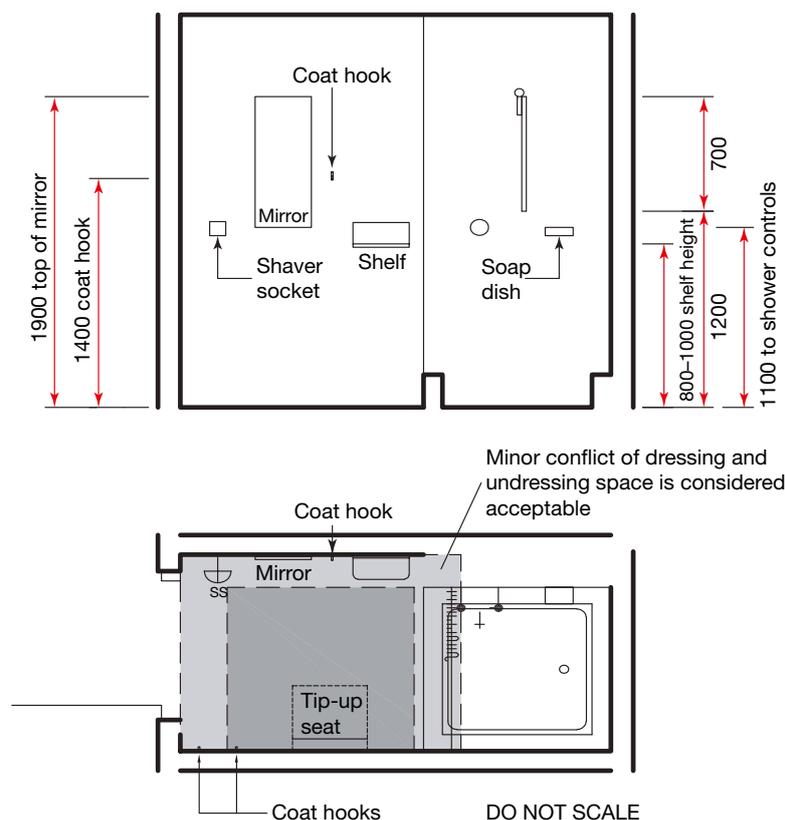 Coat hook
1900 top of mirror
1400 coat hook
Mirror
Shaver
socket
Shelf
Soap
dish
700
800–1000 shelf height
1200
1100 to shower controls
Minor conflict of dressing and
undressing space is considered
acceptable
Coat hook
Mirror
SS
Tip-up
seat
Coat hooks
DO NOT SCALE